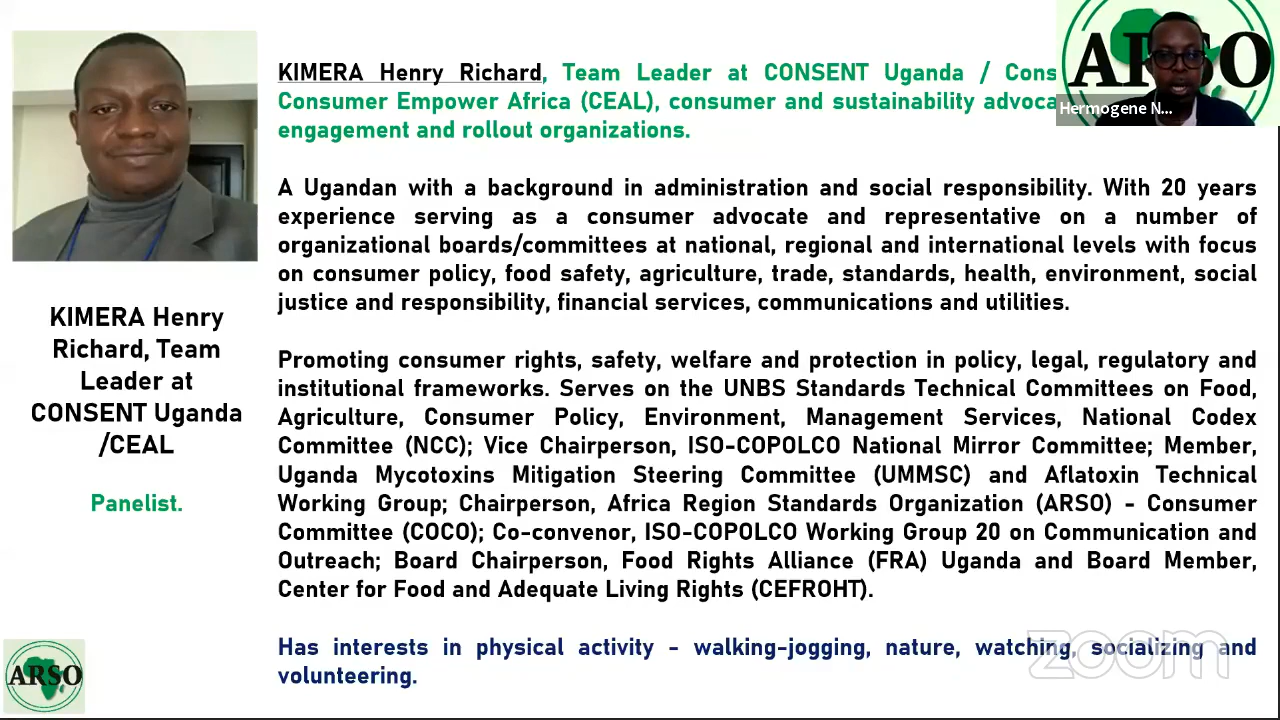 KIMERA Henry Richard, Team Leader at CONSENT Uganda / Cons
Consumer Empower Africa (CEAL), consumer and sustainability advoca
engagement and rollout organizations.
A Ugandan with a background in administration and social responsibility. With 20 years
experience serving as a consumer advocate and representative on a number of
organizational boards/committees at national, regional and international levels with focus
on consumer policy, food safety, agriculture, trade, standards, health, environment, social
justice and responsibility, financial services, communications and utilities.
Promoting consumer rights, safety, welfare and protection in policy, legal, regulatory and
institutional frameworks. Serves on the UNBS Standards Technical Committees on Food,
Agriculture, Consumer Policy, Environment, Management Services, National Codex
Committee (NCC); Vice Chairperson, ISO-COPOLCO National Mirror Committee; Member,
Uganda Mycotoxins Mitigation Steering Committee (UMMSC) and Aflatoxin Technical
Working Group; Chairperson, Africa Region Standards Organization (ARSO) - Consumer
Committee (COCO); Co-convenor, ISO-COPOLCO Working Group 20 on Communication and
Outreach; Board Chairperson, Food Rights Alliance (FRA) Uganda and Board Member,
Center for Food and Adequate Living Rights (CEFROHT).
Has interests in physical activity - walking-jogging, nature, watching, socializing and
volunteering.
KIMERA Henry
Richard, Team
Leader at
CONSENT Uganda
/CEAL
Panelist.
ARSO
ARSO
Hermogene N...
zoom